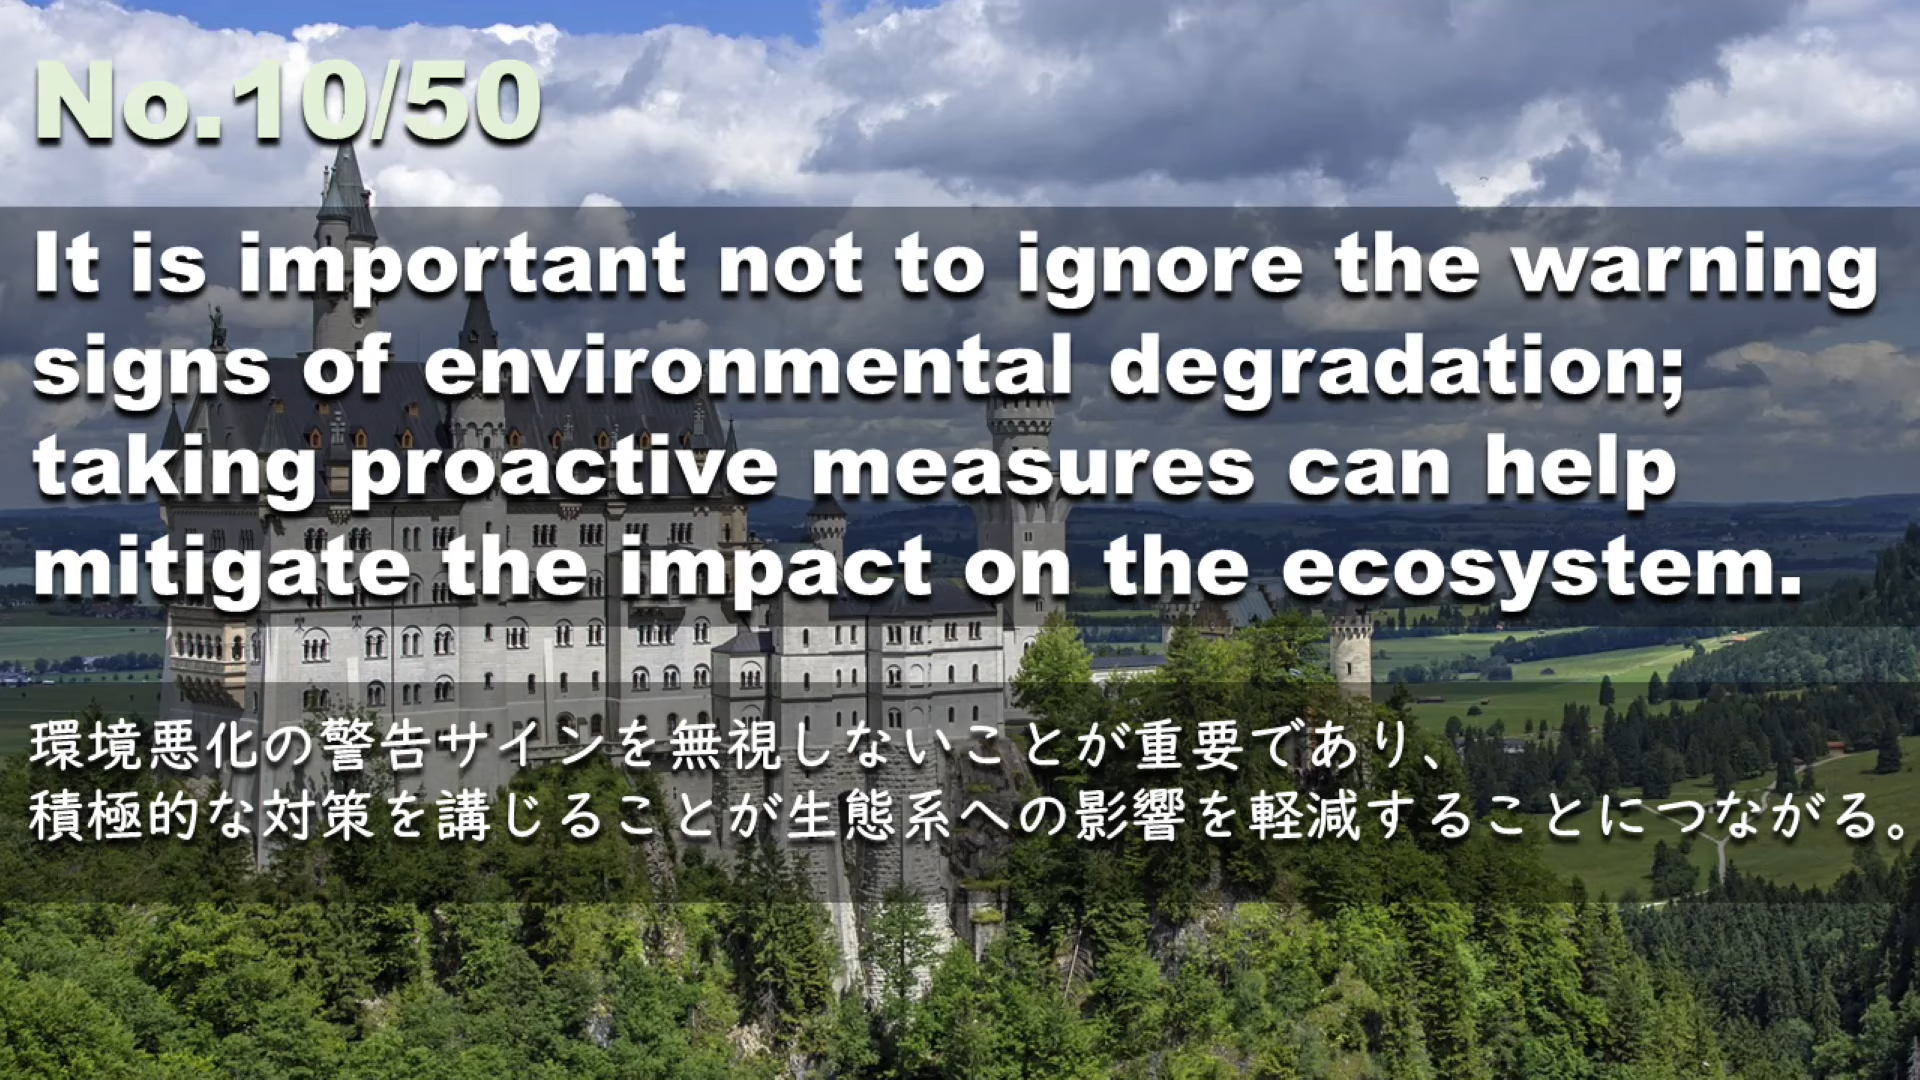 No.10/50
It is important not to ignore the warning
signs of environmental degradation;
taking proactive measures can help
mitigate the impact on the ecosystem.
環境悪化の警告サインを無視しないことが重要であり、
積極的な対策を講じることが生態系への影響を軽減することにつながる。